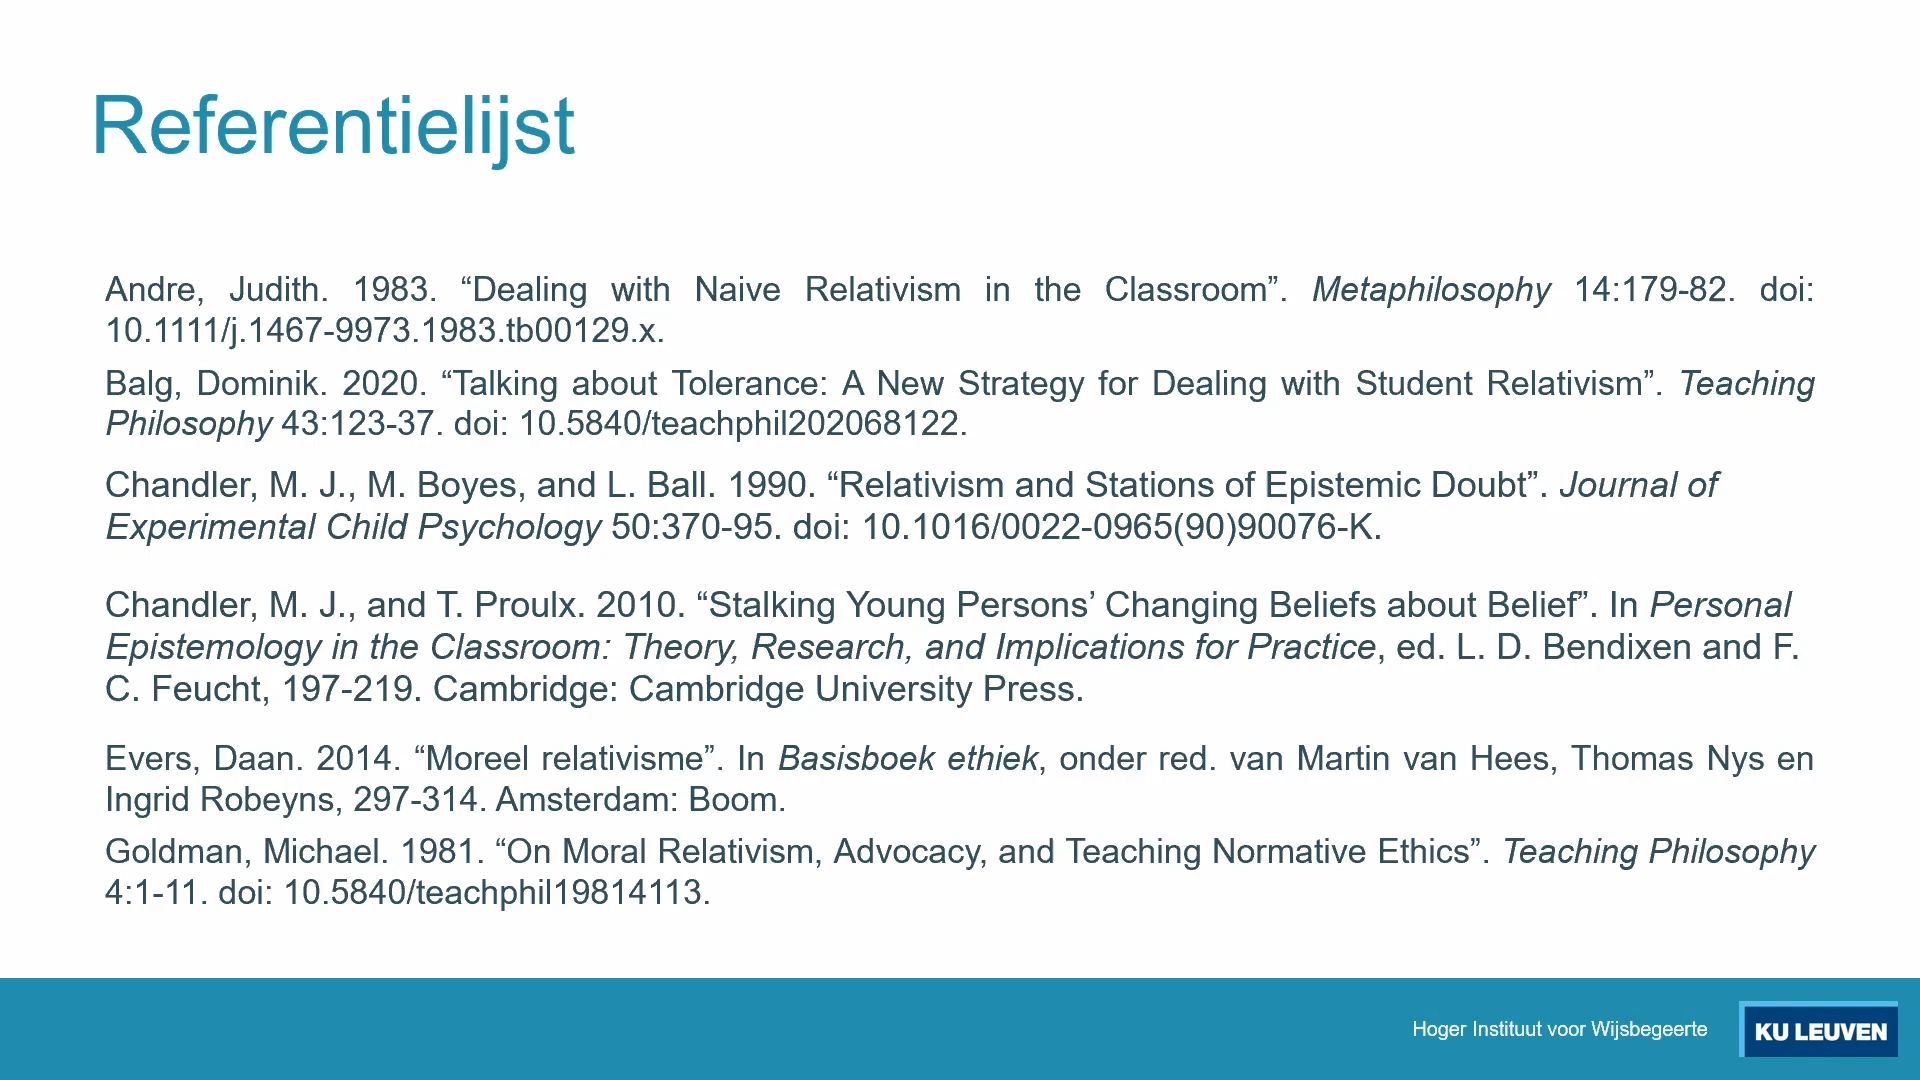 Referentielijst
Andre, Judith. 1983. “Dealing with Naive Relativism in the Classroom”. Metaphilosophy 14:179-82. doi:
10.1111/j.1467-9973.1983.tb00129.x.
Balg, Dominik. 2020. “Talking about Tolerance: A New Strategy for Dealing with Student Relativism”. Teaching
Philosophy 43:123-37. doi: 10.5840/teachphil202068122.
Chandler, M. J., M. Boyes, and L. Ball. 1990. “Relativism and Stations of Epistemic Doubt”. Journal of
Experimental Child Psychology 50:370-95. doi: 10.1016/0022-0965(90)90076-K.
Chandler, M. J., and T. Proulx. 2010. “Stalking Young Persons’ Changing Beliefs about Belief”. In Personal
Epistemology in the Classroom: Theory, Research, and Implications for Practice, ed. L. D. Bendixen and F.
C. Feucht, 197-219. Cambridge: Cambridge University Press.
Evers, Daan. 2014. “Moreel relativisme”. In Basisboek ethiek, onder red. van Martin van Hees, Thomas Nys en
Ingrid Robeyns, 297-314. Amsterdam: Boom.
Goldman, Michael. 1981. “On Moral Relativism, Advocacy, and Teaching Normative Ethics”. Teaching Philosophy
4:1-11. doi: 10.5840/teachphil19814113.
Hoger Instituut voor Wijsbegeerte
KU LEUVEN